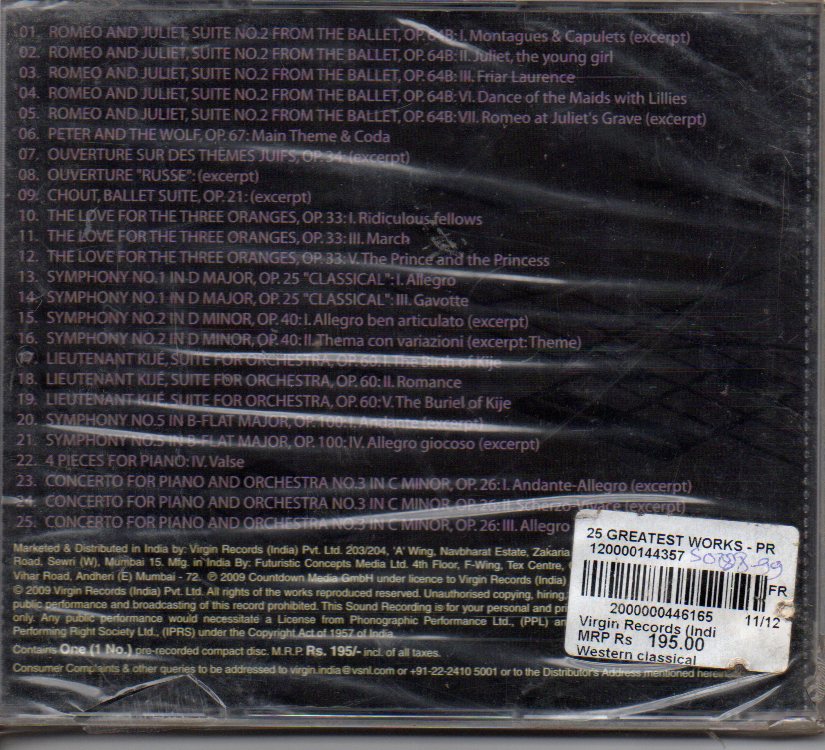 01. ROMEO AND JULIET, SUITE NO.2 FROM THE BALLET, OP. 64B: I. Montagues & Capulets (excerpt)
02. ROMEO AND JULIET, SUITE NO.2 FROM THE BALLET, OP. 64B: II. Juliet, the young girl
03. ROMEO AND JULIET, SUITE NO.2 FROM THE BALLET, OP. 64B: III. Friar Laurence
04. ROMEO AND JULIET, SUITE NO.2 FROM THE BALLET, OP. 64B: VI. Dance of the Maids with Lillies
05. ROMEO AND JULIET, SUITE NO.2 FROM THE BALLET, OP. 64B: VII. Romeo at Juliet's Grave (excerpt)
06. PETER AND THE WOLF, OP. 67: Main Theme & Coda
07. OUVERTURE SUR DES THÈMES JUIFS, OP. 34: (excerpt)
08. OUVERTURE "RUSSE": (excerpt)
09. CHOUT, BALLET SUITE, OP. 21: (excerpt)
10. THE LOVE FOR THE THREE ORANGES, OP. 33: I. Ridiculous fellows
11. THE LOVE FOR THE THREE ORANGES, OP. 33: III. March
12. THE LOVE FOR THE THREE ORANGES, OP. 33: V. The Prince and the Princess
13. SYMPHONY NO.1 IN D MAJOR, OP. 25 "CLASSICAL": I. Allegro
14. SYMPHONY NO.1 IN D MAJOR, OP. 25 "CLASSICAL": III. Gavotte
15. SYMPHONY NO.2 IN D MINOR, OP. 40: I. Allegro ben articulato (excerpt)
16. SYMPHONY NO.2 IN D MINOR, OP. 40: II. Thema con variazioni (excerpt: Theme)
17. LIEUTENANT KIJÉ, SUITE FOR ORCHESTRA, OP. 60: I. The Birth of Kije
18. LIEUTENANT KIJÉ, SUITE FOR ORCHESTRA, OP. 60: II. Romance
19. LIEUTENANT KIJÉ, SUITE FOR ORCHESTRA, OP. 60: V. The Buriel of Kije
20. SYMPHONY NO.5 IN B-FLAT MAJOR, OP. 100: I. Andante (excerpt)
21. SYMPHONY NO.5 IN B-FLAT MAJOR, OP. 100: IV. Allegro giocoso (excerpt)
22. 4 PIECES FOR PIANO: IV. Valse
23. CONCERTO FOR PIANO AND ORCHESTRA NO.3 IN C MINOR, OP. 26: I. Andante-Allegro (excerpt)
24. CONCERTO FOR PIANO AND ORCHESTRA NO.3 IN C MINOR, OP. 26: (excerpt)
25. CONCERTO FOR PIANO AND ORCHESTRA NO.3 IN C MINOR, OP. 26: III. Allegro
Marketed & Distributed in India by: Virgin Records (India) Pvt. Ltd. 203/204, 'A' Wing, Navbharat Estate, Zakaria
Road, Sewri (W), Mumbai 15. Mfg. in India By: Futuristic Concepts Media Ltd. 4th Floor, F-Wing, Tex Centre,
Vihar Road, Andheri (E) Mumbai - 72. ℗ 2009 Countdown Media GmbH under licence to Virgin Records (India)
© 2009 Virgin Records (India) Pvt. Ltd. All rights of the works reproduced reserved. Unauthorised copying, hiring,
public performance and broadcasting of this record prohibited. This Sound Recording is for your personal and
only. Any public performance would necessitate a License from Phonographic Performance Ltd., (PPL)
Performing Right Society Ltd., (IPRS) under the Copyright Act of 1957 of India.
Contains One (1 No.) pre-recorded compact disc. M.R.P. Rs. 195/- incl. of all taxes.
Consumer Complaints & other queries to be addressed to virgin.india@vsnl.com or +91-22-2410 5001 or to the Distributor's Address mentioned
25 GREATEST WORKS - PR
120000144357
FR
2000000446165 11/12
Virgin Records (Indi
MRP Rs 195.00
Western classical